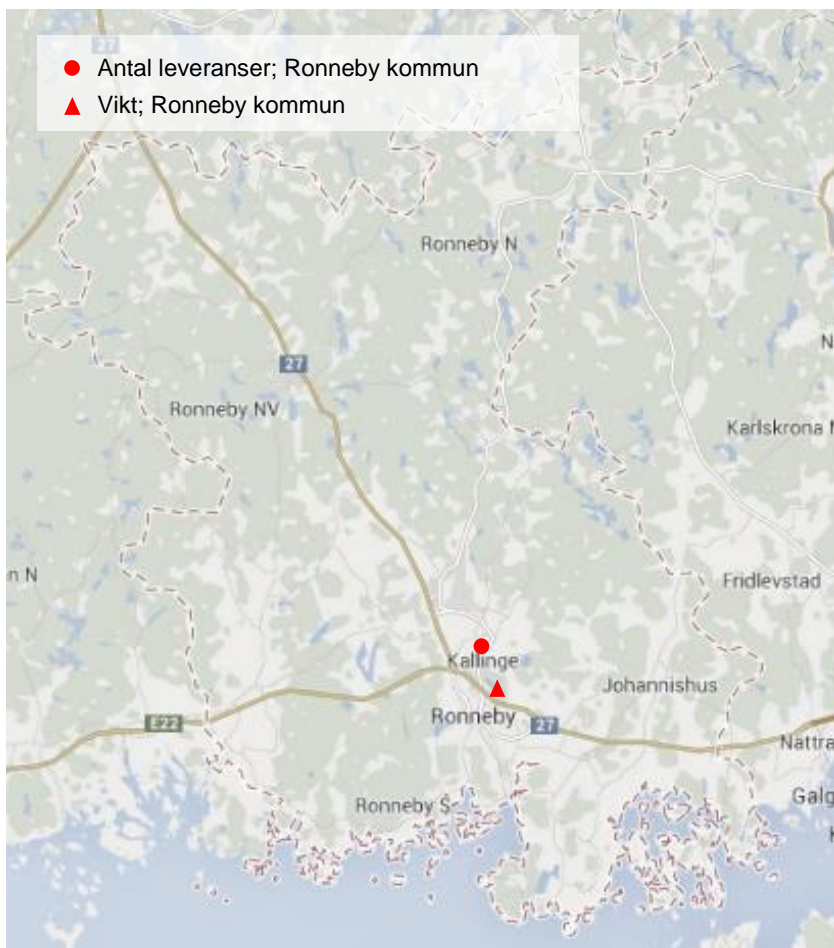 27
Antal leveranser; Ronneby kommun
Vikt; Ronneby kommun
Ronneby N
N
27
Ronneby NV
Karlskrona N
n N
Fridlevstad
Kallinge
Johannishus
Ronneby
E22
27
Nattra
Ronneby S
Galg